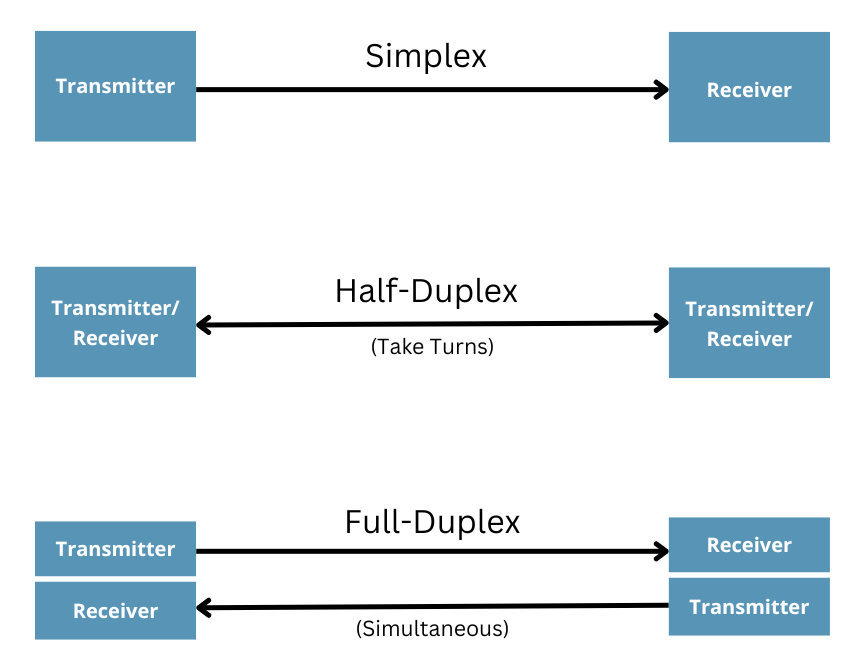 Simplex
Transmitter
Receiver
Half-Duplex
Transmitter/
Receiver
Transmitter/
Receiver
(Take Turns)
Full-Duplex
Transmitter
Receiver
Receiver
Transmitter
(Simultaneous)